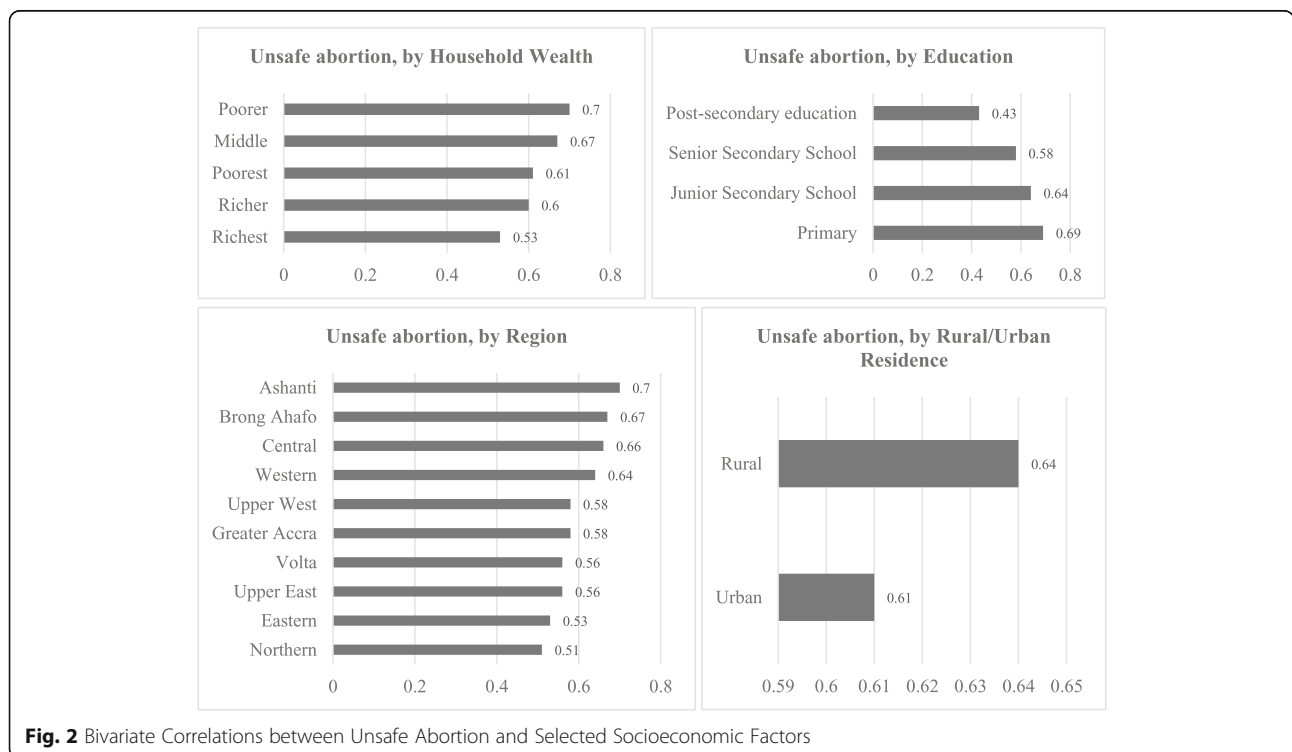 Unsafe abortion, by Household Wealth
Poorer 0.7
Middle 0.67
Poorest 0.61
Richer 0.6
Richest 0.53
0 0.2 0.4 0.6 0.8
Unsafe abortion, by Education
Post-secondary education 0.43
Senior Secondary School 0.58
Junior Secondary School 0.64
Primary 0.69
0 0.2 0.4 0.6 0.8
Unsafe abortion, by Region
Ashanti 0.7
Brong Ahafo 0.67
Central 0.66
Western 0.64
Upper West 0.58
Greater Accra 0.58
Volta 0.56
Upper East 0.56
Eastern 0.53
Northern 0.51
0 0.2 0.4 0.6 0.8
Unsafe abortion, by Rural/Urban
Residence
Rural 0.64
Urban 0.61
0.59 0.6 0.61 0.62 0.63 0.64 0.65
Fig. 2 Bivariate Correlations between Unsafe Abortion and Selected Socioeconomic Factors